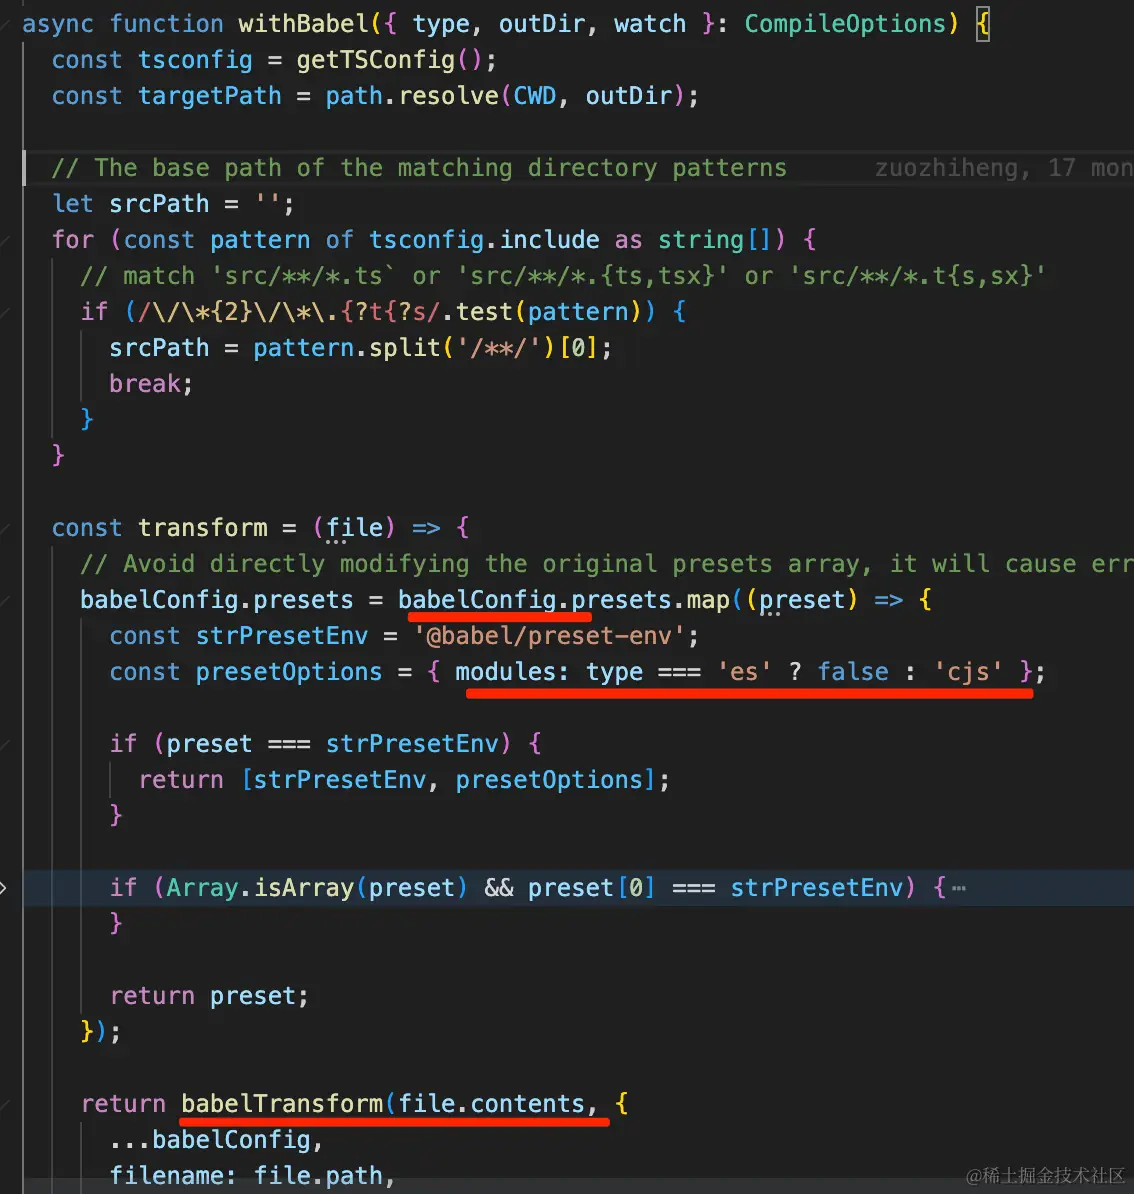 async function withBabel({ type, outDir, watch }: CompileOptions) {
  const tsconfig = getTSConfig();
  const targetPath = path.resolve(CWD, outDir);
  // The base path of the matching directory patterns zuozhiheng, 17 mon
  let srcPath = '';
  for (const pattern of tsconfig.include as string[]) {
    // match 'src/**/*.ts` or 'src/**/*.{ts,tsx}' or 'src/**/*.t{s,sx}'
    if (/\/\*{2}\/\*\.{?t{?s/.test(pattern)) {
      srcPath = pattern.split('/**/')[0];
      break;
    }
  }
  const transform = (file) => {
    // Avoid directly modifying the original presets array, it will cause err
    babelConfig.presets = babelConfig.presets.map((preset) => {
      const strPresetEnv = '@babel/preset-env';
      const presetOptions = { modules: type === 'es' ? false : 'cjs' };
      if (preset === strPresetEnv) {
        return [strPresetEnv, presetOptions];
      }
      if (Array.isArray(preset) && preset[0] === strPresetEnv) {⋯
      }
      return preset;
    });
    return babelTransform(file.contents, {
      ...babelConfig,
      filename: file.path,
@稀土掘金技术社区